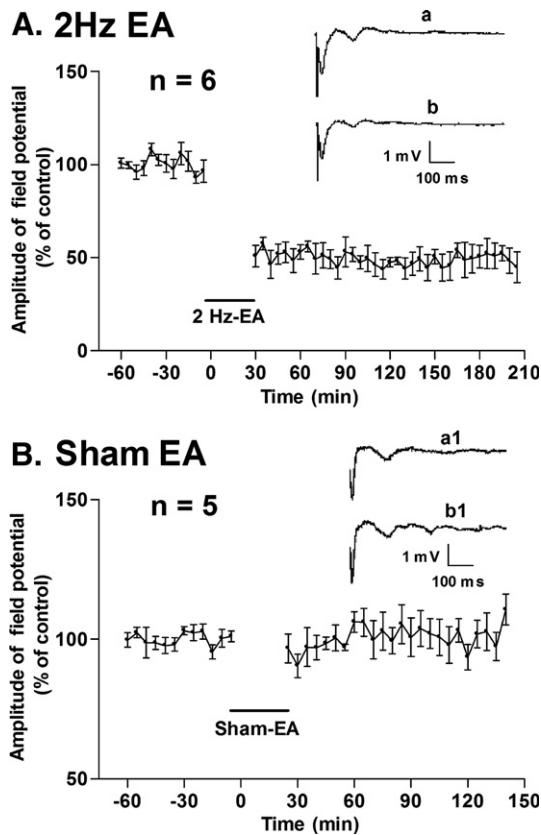 A. 2Hz EA
n = 6
a
b
1 mV
100 ms
Amplitude of field potential
(% of control)
150
100
50
0
2 Hz-EA
-60 -30 0 30 60 90 120 150 180 210
Time (min)
B. Sham EA
n = 5
a1
b1
1 mV
100 ms
Amplitude of field potential
(% of control)
150
100
50
Sham-EA
-60 -30 0 30 60 90 120 150
Time (min)